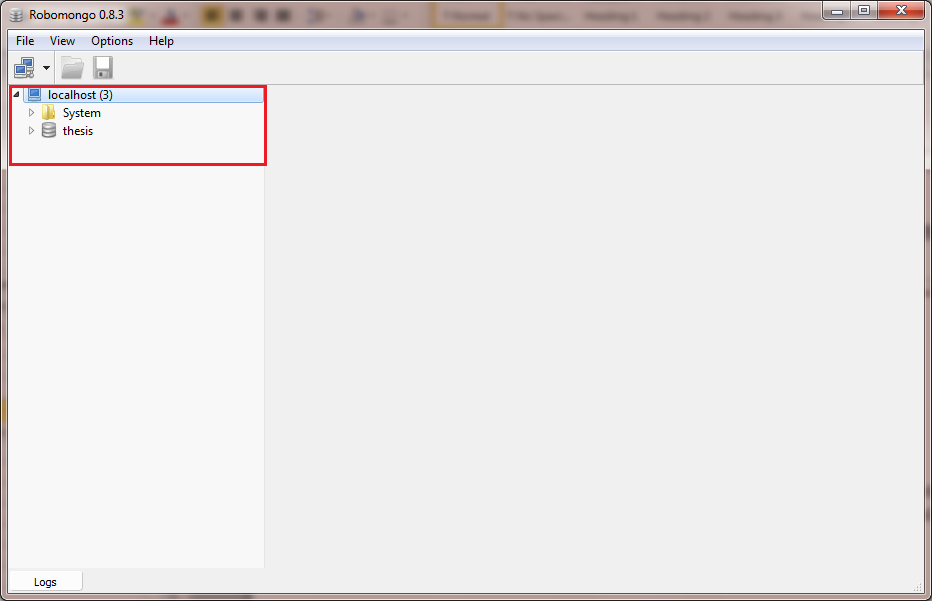 Robomongo 0.8.3
File View Options Help
localhost (3)
System
thesis
Logs